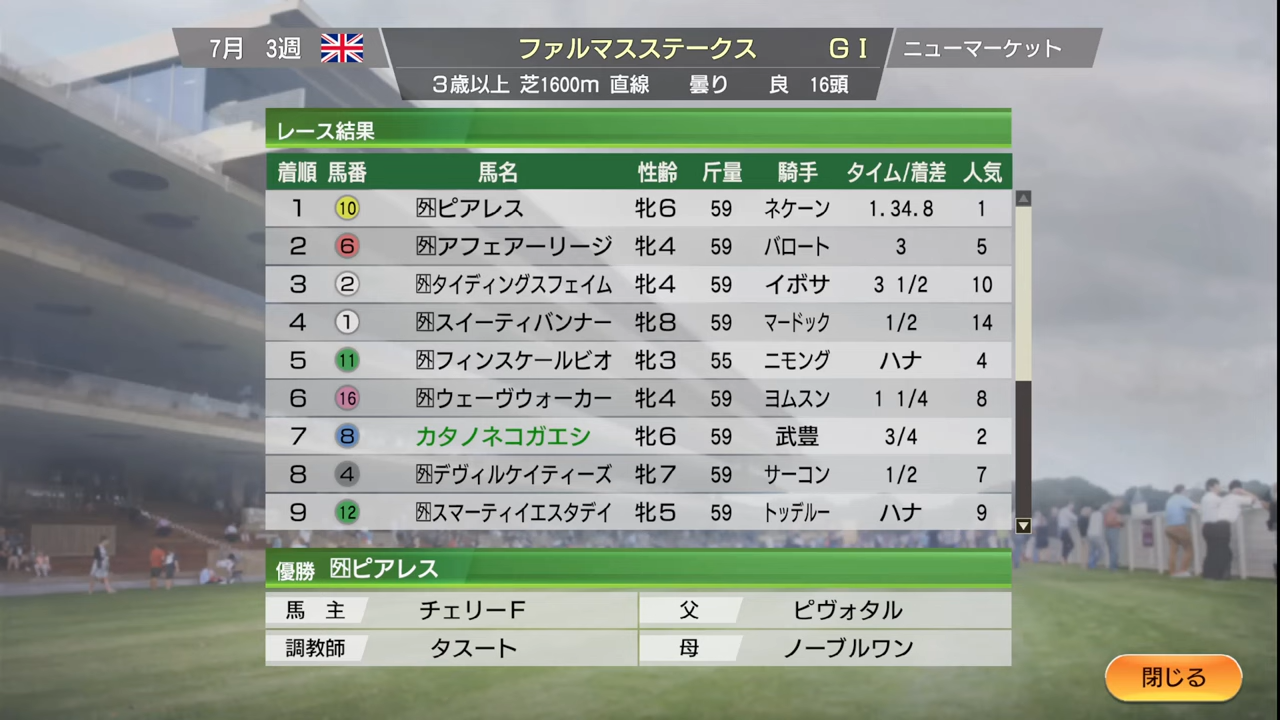 7月 3週 ファルマスステークス GⅠ ニューマーケット
3歳以上 芝1600m 直線 曇り 良 16頭
レース結果
着順 馬番 馬名 性齢 斤量 騎手 タイム/着差 人気
1 10 外ピアレス 牝6 59 ネケーン 1.34.8 1
2 6 外アフェアーリージ 牝4 59 バロート 3 5
3 2 外タイディングスフェイム 牝4 59 イボサ 3 1/2 10
4 1 外スイーティバンナー 牝8 59 マードック 1/2 14
5 11 外フィンスケールビオ 牝3 55 ニモング ハナ 4
6 16 外ウェーヴウォーカー 牝4 59 ヨムスン 1 1/4 8
7 8 カタノネコガエシ 牝6 59 武豊 3/4 2
8 4 外デヴィルケイティーズ 牝7 59 サーコン 1/2 7
9 12 外スマーティイエスタデイ 牝5 59 トッデルー ハナ 9
優勝 外ピアレス
馬主 チェリーF 父 ピヴォタル
調教師 タスート 母 ノーブルワン
閉じる